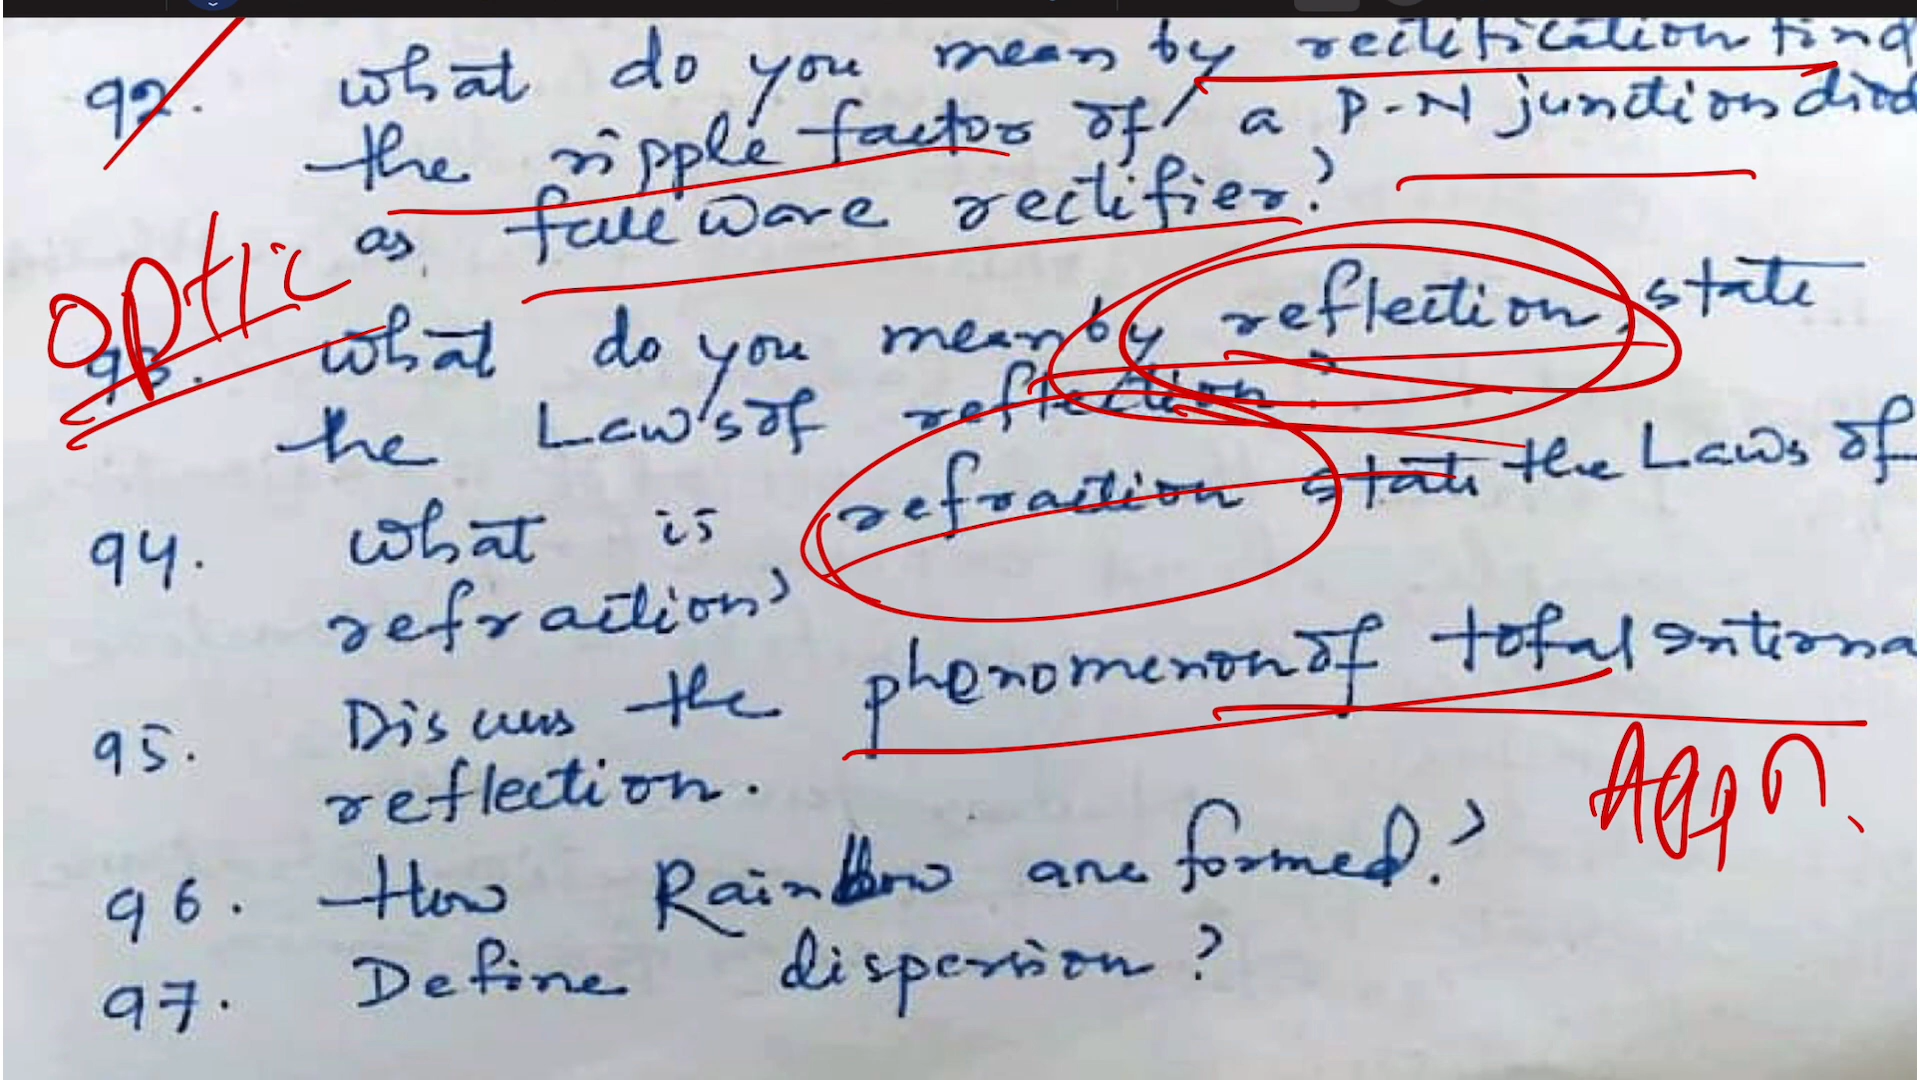 92. what do you mean by rectification find
the ripple factor of a P-N junction diod
as full wave rectifier?
optic
93. what do you mean by reflection, state
the Laws of reflection?
94. what is refraction state the Laws of
refraction?
95. Discuss the phenomenon of total Interna
reflection.
Appn.
96. How Rainbow are formed?
97. Define dispersion?